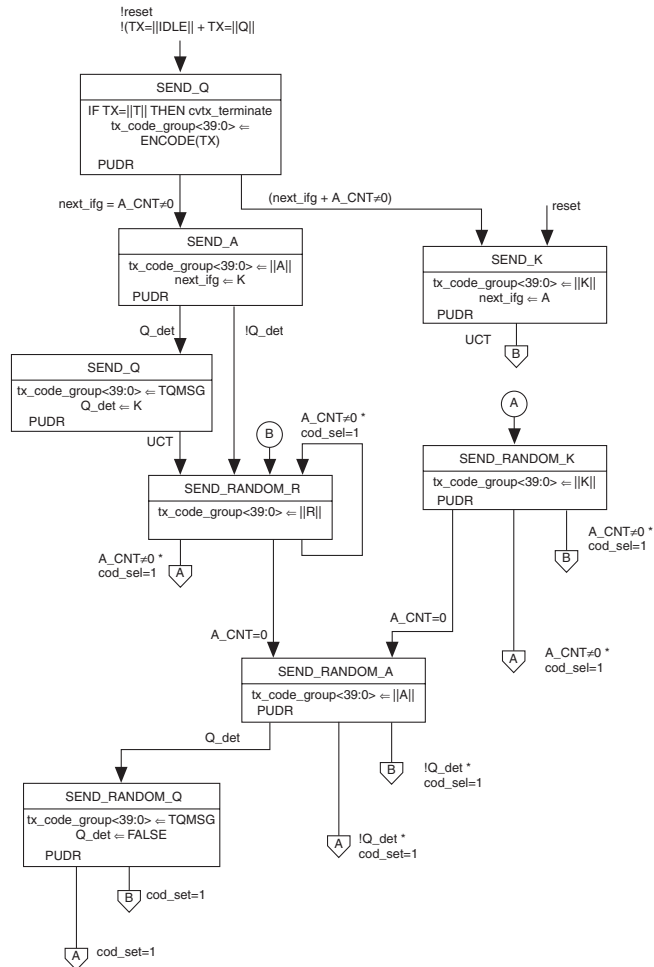 !reset
!(TX=||IDLE|| + TX=||Q||
SEND_Q
IF TX=||T|| THEN cvtx_terminate
tx_code_group<39:0> ⇐
ENCODE(TX)
PUDR
next_ifg = A_CNT≠0
(next_ifg + A_CNT≠0)
reset
SEND_A
tx_code_group<39:0> ⇐ ||A||
next_ifg ⇐ K
PUDR
SEND_K
tx_code_group<39:0> ⇐ ||K||
next_ifg ⇐ A
PUDR
Q_det
!Q_det
UCT
B
SEND_Q
tx_code_group<39:0> ⇐ TQMSG
Q_det ⇐ K
PUDR
UCT
B
A_CNT≠0 *
cod_sel=1
A
SEND_RANDOM_R
tx_code_group<39:0> ⇐ ||R||
SEND_RANDOM_K
tx_code_group<39:0> ⇐ ||K||
PUDR
A_CNT≠0 *
cod_sel=1
A
B
A_CNT≠0 *
cod_sel=1
A_CNT=0
A_CNT=0
A
A_CNT≠0 *
cod_sel=1
SEND_RANDOM_A
tx_code_group<39:0> ⇐ ||A||
PUDR
Q_det
B
!Q_det *
cod_sel=1
SEND_RANDOM_Q
tx_code_group<39:0> ⇐ TQMSG
Q_det ⇐ FALSE
PUDR
A
!Q_det *
cod_set=1
B
cod_set=1
A
cod_set=1